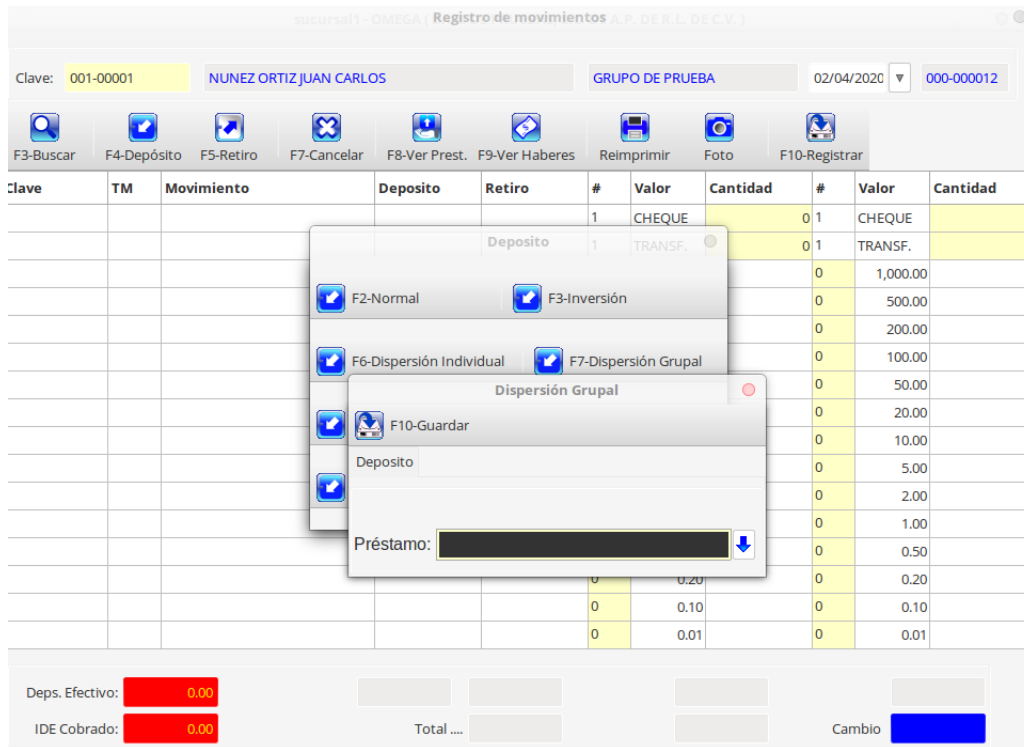 sucursal1 - OMEGA ( Registro de movimientos A.P. DE R.L. DE C.V. )
Clave: 001-00001 NUNEZ ORTIZ JUAN CARLOS GRUPO DE PRUEBA 02/04/2020 000-000012
F3-Buscar F4-Depósito F5-Retiro F7-Cancelar F8-Ver Prest. F9-Ver Haberes Reimprimir Foto F10-Registrar
Clave TM Movimiento Deposito Retiro # Valor Cantidad # Valor Cantidad
1 CHEQUE 0 1 CHEQUE
Deposito 1 TRANSF. 0 1 TRANSF.
0 1,000.00
F2-Normal F3-Inversión 0 500.00
0 200.00
F6-Dispersión Individual F7-Dispersión Grupal 0 100.00
Dispersión Grupal 0 50.00
0 20.00
F10-Guardar 0 10.00
Deposito 0 5.00
0 2.00
0 1.00
Préstamo: 0 0.50
0 0.20 0 0.20
0 0.10 0 0.10
0 0.01 0 0.01
Deps. Efectivo: 0.00
IDE Cobrado: 0.00 Total .... Cambio